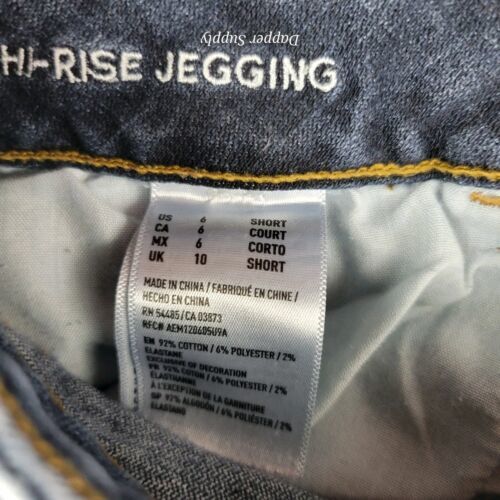 Dapper Supply
HI-RISE JEGGING
US 6 SHORT
CA 6 COURT
MX 6 CORTO
UK 10 SHORT
MADE IN CHINA / FABRIQUÉ EN CHINE /
HECHO EN CHINA
RN 54485 / CA 03873
RFC# AEM120605U9A
EN 92% COTTON / 6% POLYESTER / 2%
ELASTANE
EXCLUSIVE OF DECORATION
FR 92% COTON / 6% POLYESTER / 2%
ÉLASTHANNE
À L'EXCEPTION DE LA GARNITURE
SP 92% ALGODÓN / 6% POLIÉSTER / 2%
ELASTANO